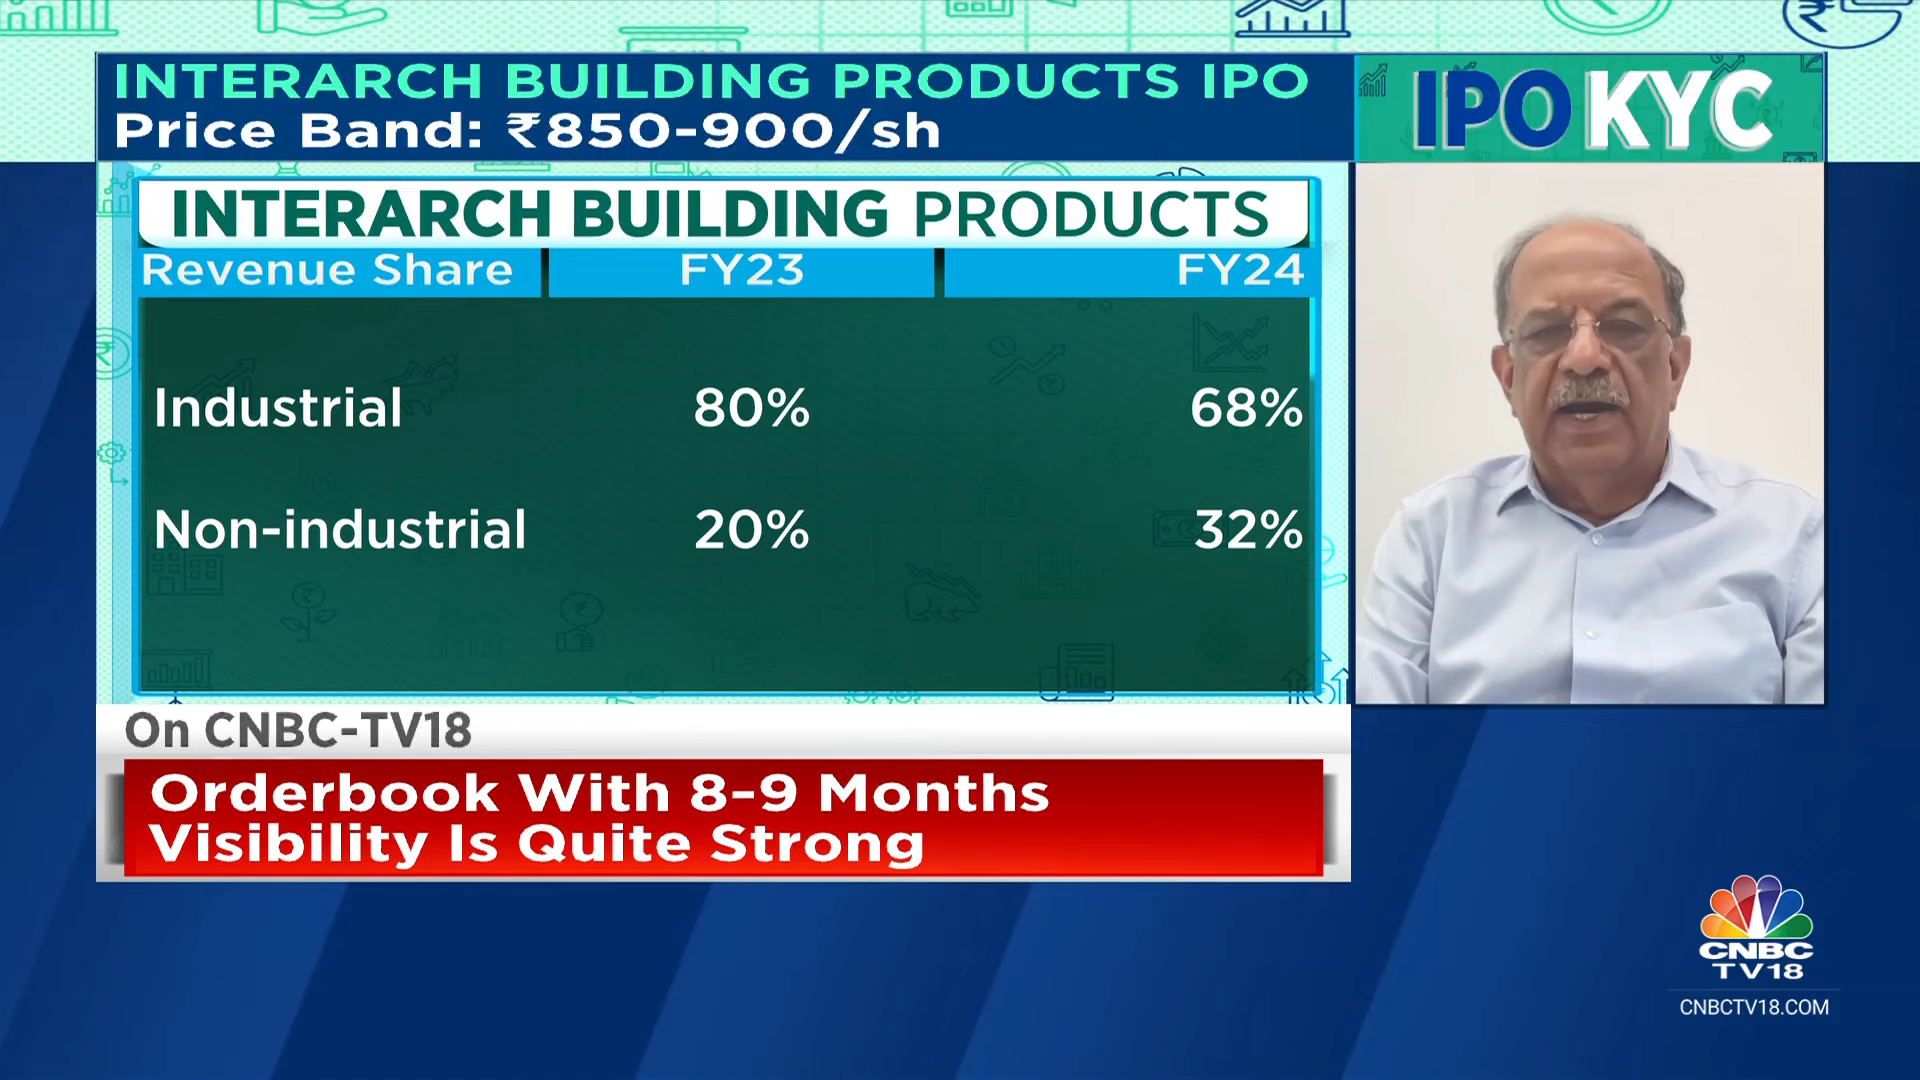 INTERARCH BUILDING PRODUCTS IPO
Price Band: ₹850-900/sh
IPO KYC
INTERARCH BUILDING PRODUCTS
Revenue Share FY23 FY24
Industrial 80% 68%
Non-industrial 20% 32%
On CNBC-TV18
Orderbook With 8-9 Months
Visibility Is Quite Strong
CNBC
TV18
CNBCTV18.COM